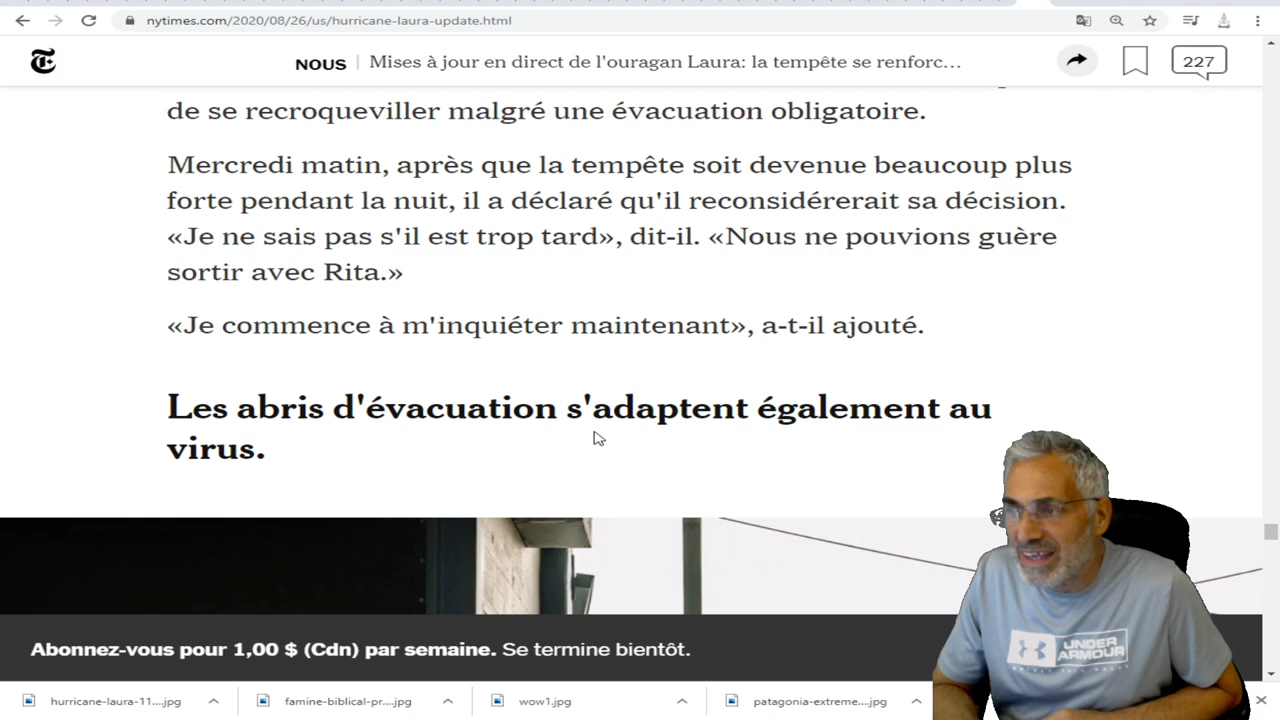 nytimes.com/2020/08/26/us/hurricane-laura-update.html
NOUS | Mises à jour en direct de l'ouragan Laura: la tempête se renforc...
227
de se recroqueviller malgré une évacuation obligatoire.
Mercredi matin, après que la tempête soit devenue beaucoup plus
forte pendant la nuit, il a déclaré qu'il reconsidérerait sa décision.
«Je ne sais pas s'il est trop tard», dit-il. «Nous ne pouvions guère
sortir avec Rita.»
«Je commence à m'inquiéter maintenant», a-t-il ajouté.
Les abris d'évacuation s'adaptent également au
virus.
Abonnez-vous pour 1,00 $ (Cdn) par semaine. Se termine bientôt.
UNDER
ARMOUR
hurricane-laura-11....jpg
famine-biblical-pr....jpg
wow1.jpg
patagonia-extreme....jpg